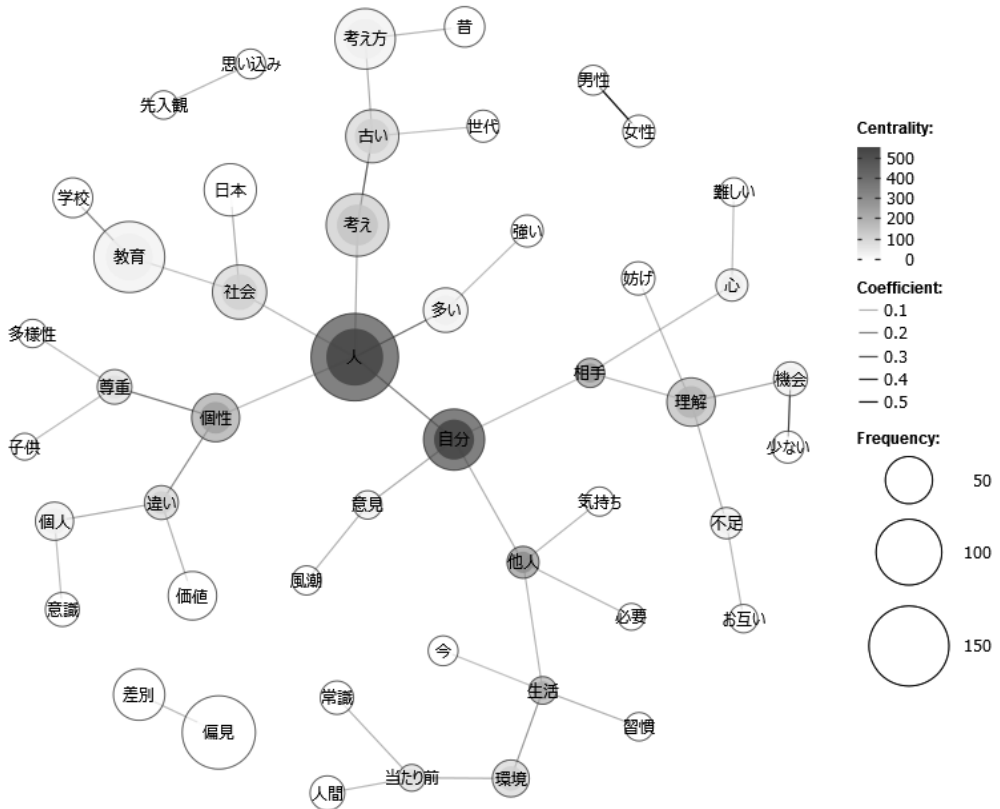 考え方
昔
思い込み
先入観
男性
女性
古い
世代
学校
日本
考え
強い
難しい
教育
社会
多い
妨げ
心
多様性
人
尊重
個性
相手
理解
機会
自分
少ない
子供
違い
意見
気持ち
個人
不足
他人
風潮
価値
意識
必要
お互い
今
生活
差別
常識
習慣
偏見
当たり前
環境
人間
Centrality:
500
400
300
200
100
0
Coefficient:
0.1
0.2
0.3
0.4
0.5
Frequency:
50
100
150